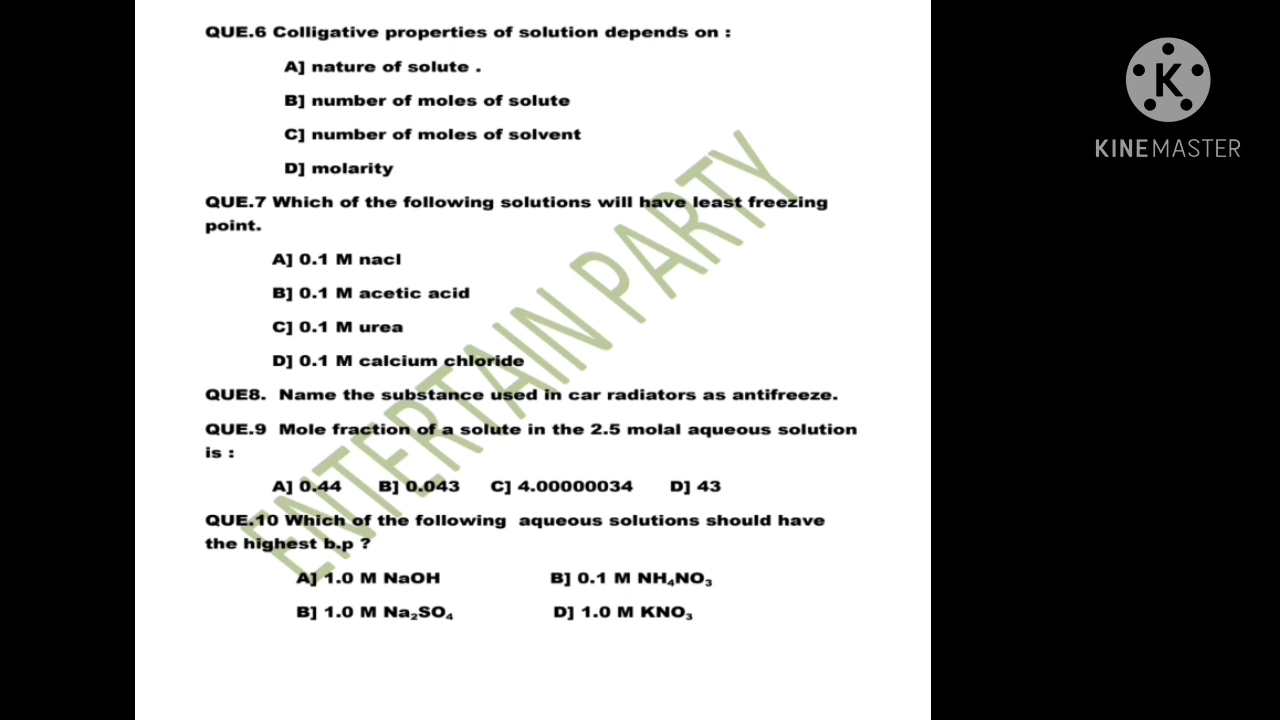 QUE.6 Colligative properties of solution depends on :
A] nature of solute .
B] number of moles of solute
C] number of moles of solvent
D] molarity
QUE.7 Which of the following solutions will have least freezing
point.
A] 0.1 M nacl
B] 0.1 M acetic acid
C] 0.1 M urea
D] 0.1 M calcium chloride
QUE8. Name the substance used in car radiators as antifreeze.
QUE.9 Mole fraction of a solute in the 2.5 molal aqueous solution
is :
A] 0.44 B] 0.043 C] 4.00000034 D] 43
QUE.10 Which of the following aqueous solutions should have
the highest b.p ?
A] 1.0 M NaOH B] 0.1 M NH₄NO₃
B] 1.0 M Na₂SO₄ D] 1.0 M KNO₃
ENTERTAIN PARTY
K
KINEMASTER